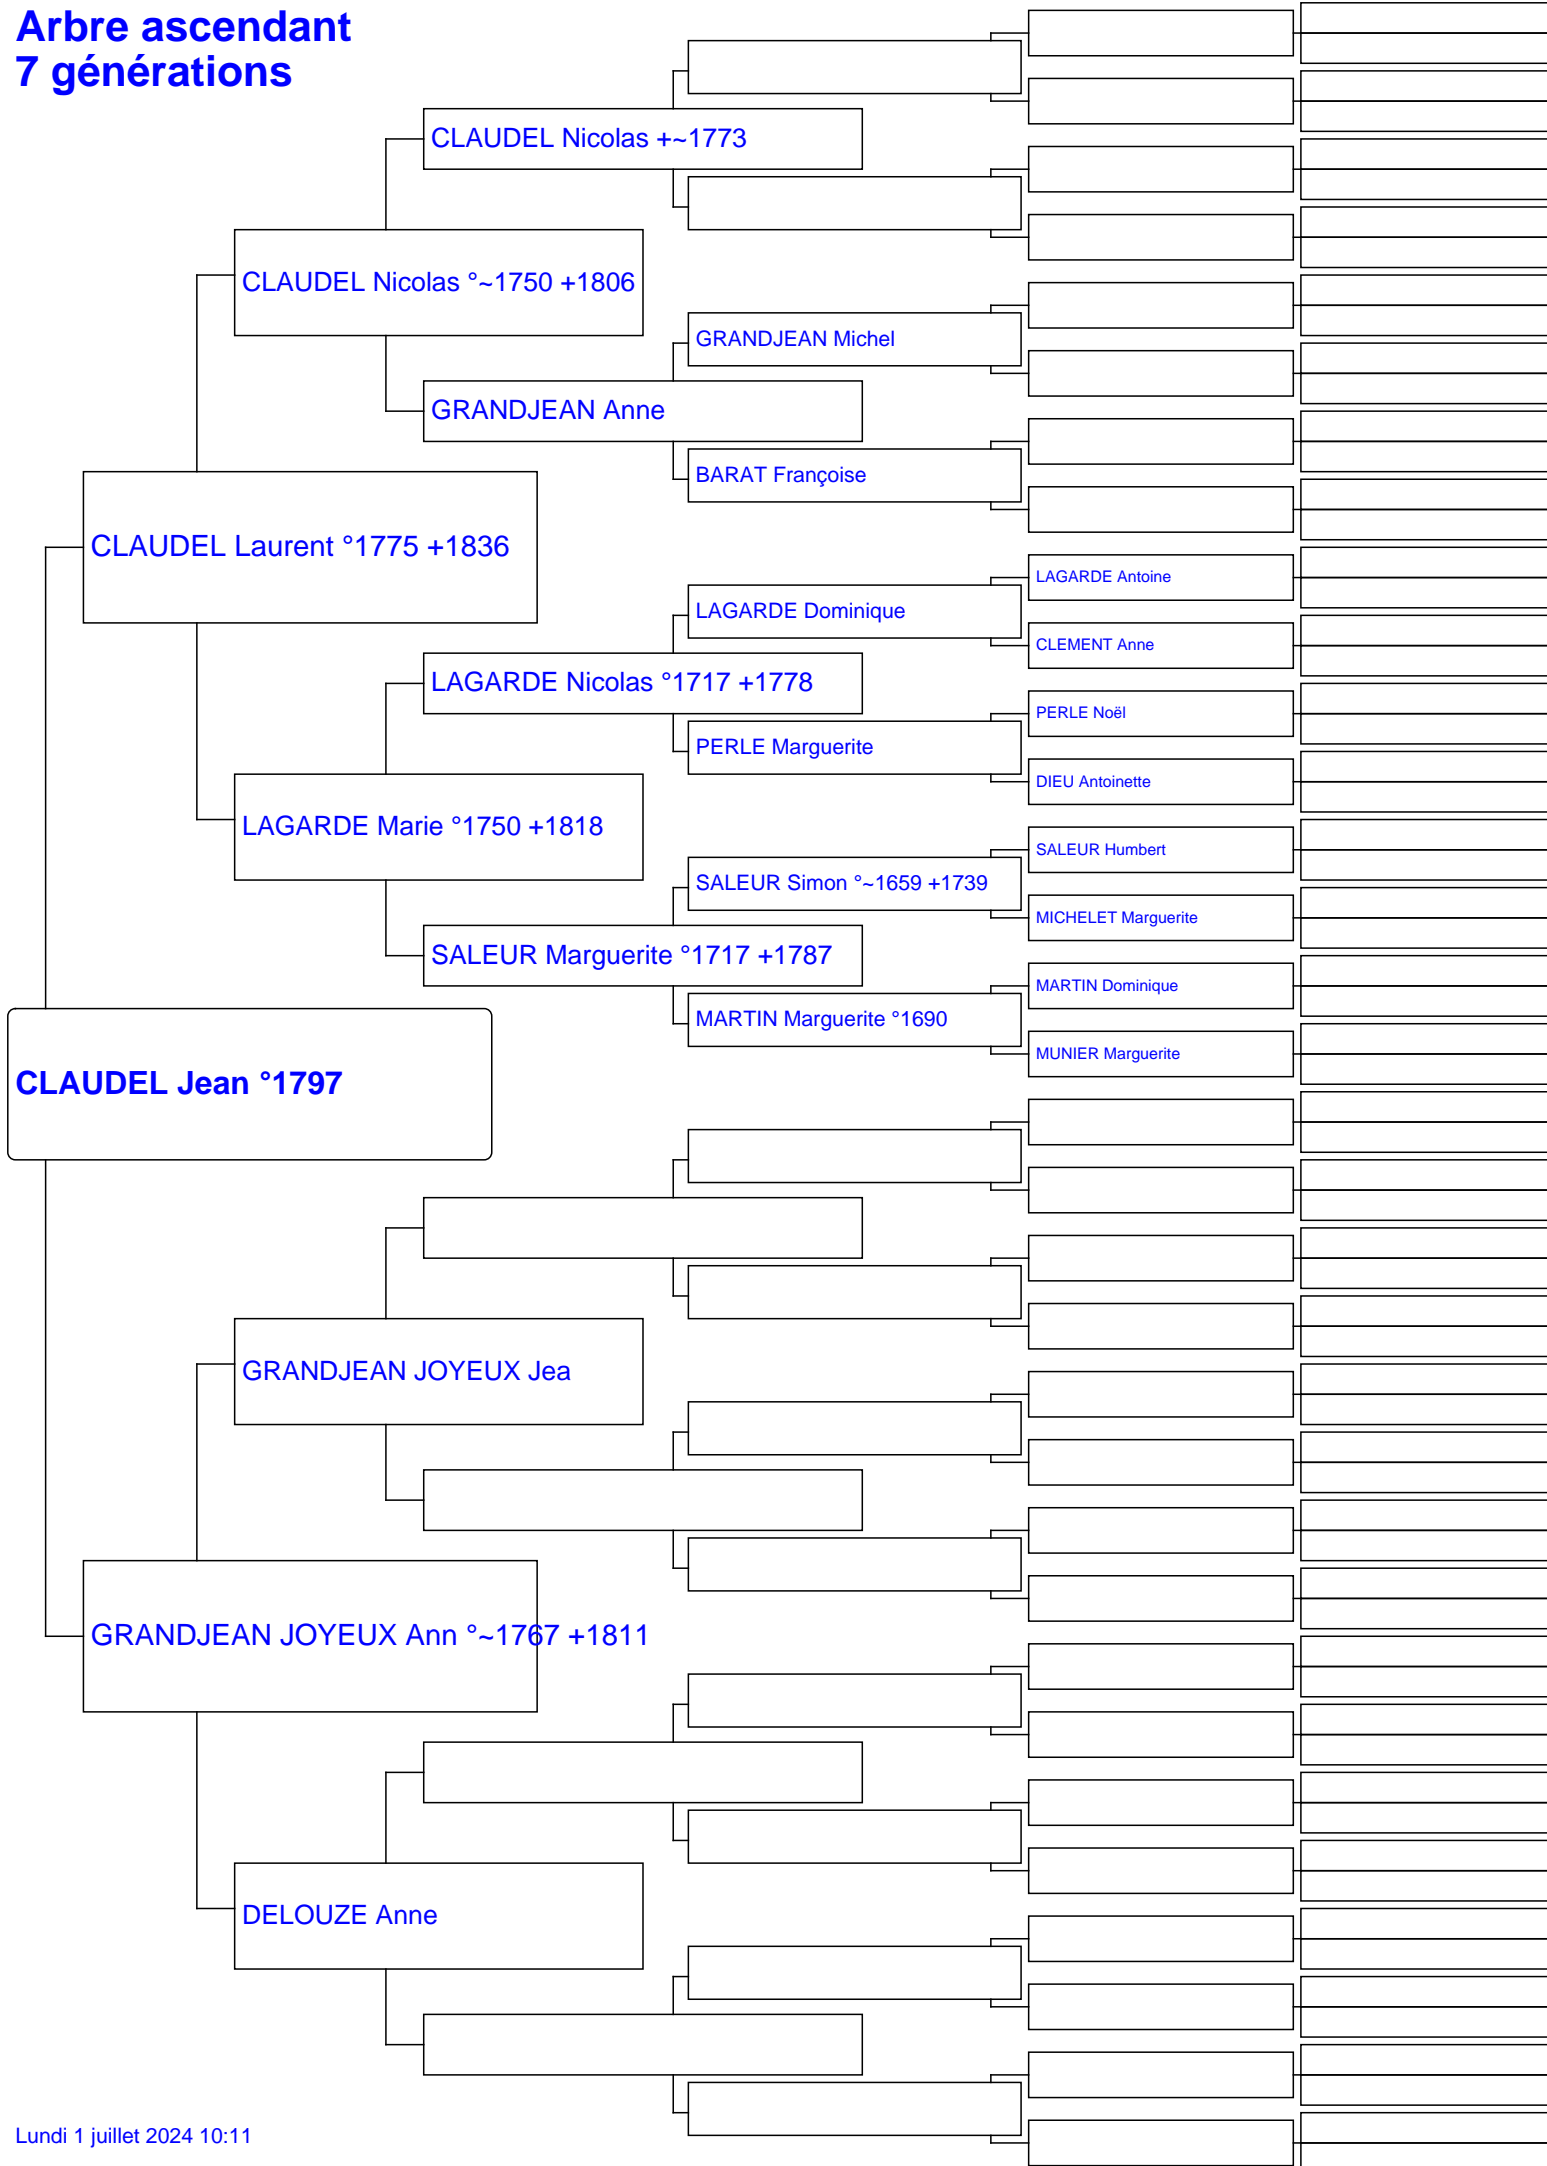 Arbre ascendant
7 générations
CLAUDEL Nicolas +~1773
CLAUDEL Nicolas °~1750 +1806
GRANDJEAN Michel
GRANDJEAN Anne
BARAT Françoise
CLAUDEL Laurent °1775 +1836
LAGARDE Antoine
LAGARDE Dominique
CLEMENT Anne
LAGARDE Nicolas °1717 +1778
PERLE Noël
PERLE Marguerite
DIEU Antoinette
LAGARDE Marie °1750 +1818
SALEUR Humbert
SALEUR Simon °~1659 +1739
MICHELET Marguerite
SALEUR Marguerite °1717 +1787
MARTIN Dominique
MARTIN Marguerite °1690
MUNIER Marguerite
CLAUDEL Jean °1797
GRANDJEAN JOYEUX Jea
GRANDJEAN JOYEUX Ann °~1767 +1811
DELOUZE Anne
Lundi 1 juillet 2024 10:11